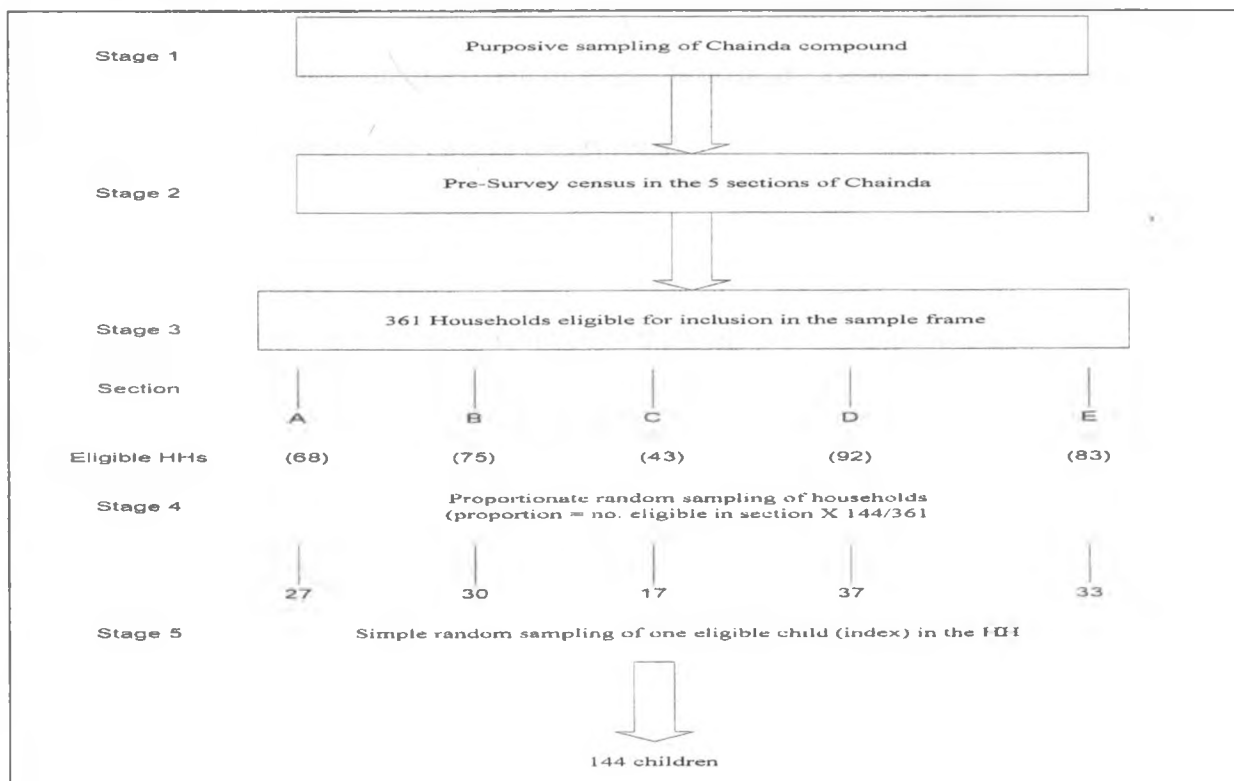 Stage 1
Purposive sampling of Chainda compound
Stage 2
Pre-Survey census in the 5 sections of Chainda
Stage 3
361 Households eligible for inclusion in the sample frame
Section
A B C D E
Eligible HHs (68) (75) (43) (92) (83)
Stage 4
Proportionate random sampling of households
(proportion = no. eligible in section X 144/361
27 30 17 37 33
Stage 5
Simple random sampling of one eligible child (index) in the HH
144 children